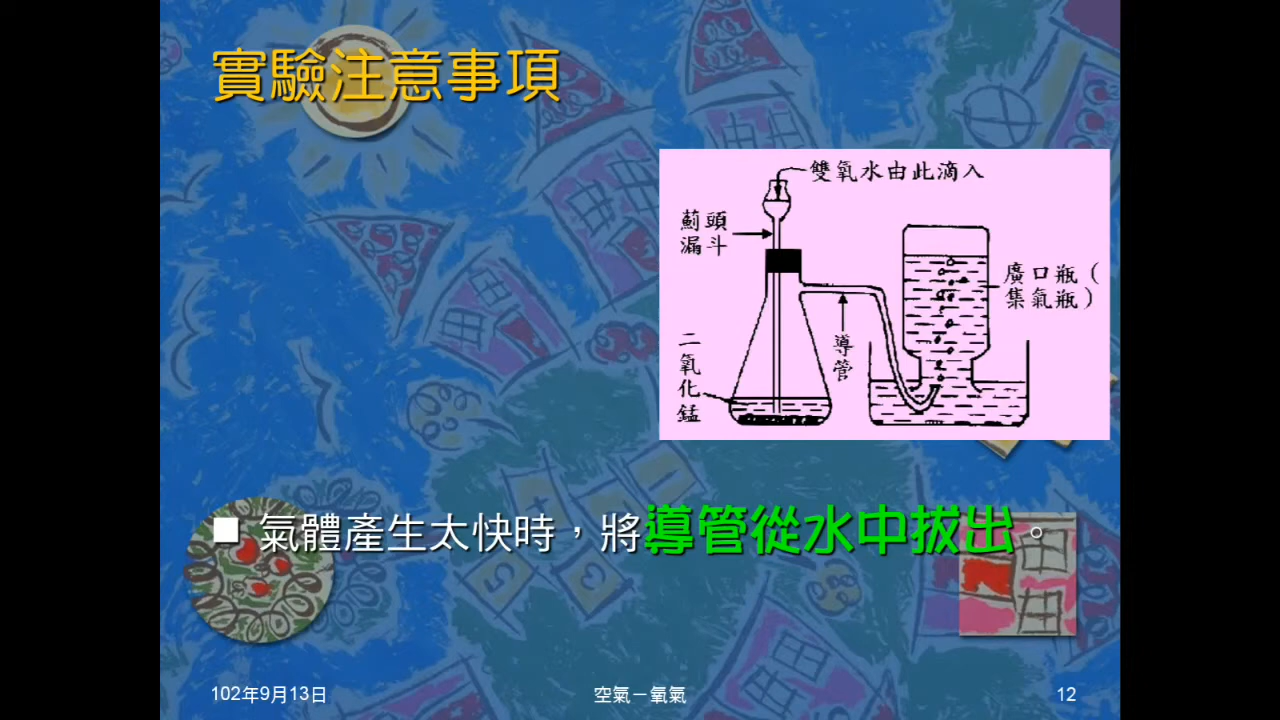 實驗注意事項
雙氧水由此滴入
薊頭
漏斗
廣口瓶（
集氣瓶）
導管
二氧化錳
■ 氣體產生太快時，將導管從水中拔出。
102年9月13日
空氣－氧氣
12